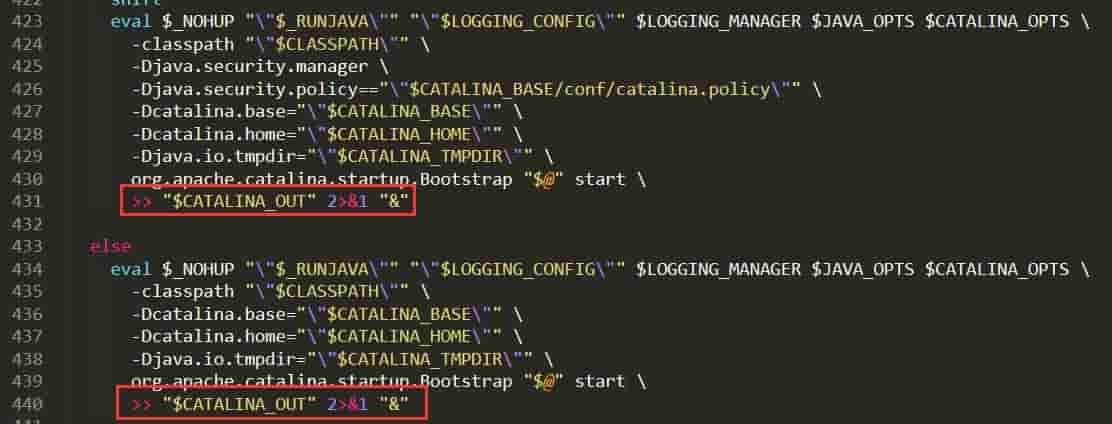 422 shift
423 eval $_NOHUP "\"$_RUNJAVA\"" "\"$LOGGING_CONFIG\"" $LOGGING_MANAGER $JAVA_OPTS $CATALINA_OPTS \
424 -classpath "\"$CLASSPATH\"" \
425 -Djava.security.manager \
426 -Djava.security.policy=="\"$CATALINA_BASE/conf/catalina.policy\"" \
427 -Dcatalina.base="\"$CATALINA_BASE\"" \
428 -Dcatalina.home="\"$CATALINA_HOME\"" \
429 -Djava.io.tmpdir="\"$CATALINA_TMPDIR\"" \
430 org.apache.catalina.startup.Bootstrap "$@" start \
431 >> "$CATALINA_OUT" 2>&1 "&"
432
433 else
434 eval $_NOHUP "\"$_RUNJAVA\"" "\"$LOGGING_CONFIG\"" $LOGGING_MANAGER $JAVA_OPTS $CATALINA_OPTS \
435 -classpath "\"$CLASSPATH\"" \
436 -Dcatalina.base="\"$CATALINA_BASE\"" \
437 -Dcatalina.home="\"$CATALINA_HOME\"" \
438 -Djava.io.tmpdir="\"$CATALINA_TMPDIR\"" \
439 org.apache.catalina.startup.Bootstrap "$@" start \
440 >> "$CATALINA_OUT" 2>&1 "&"